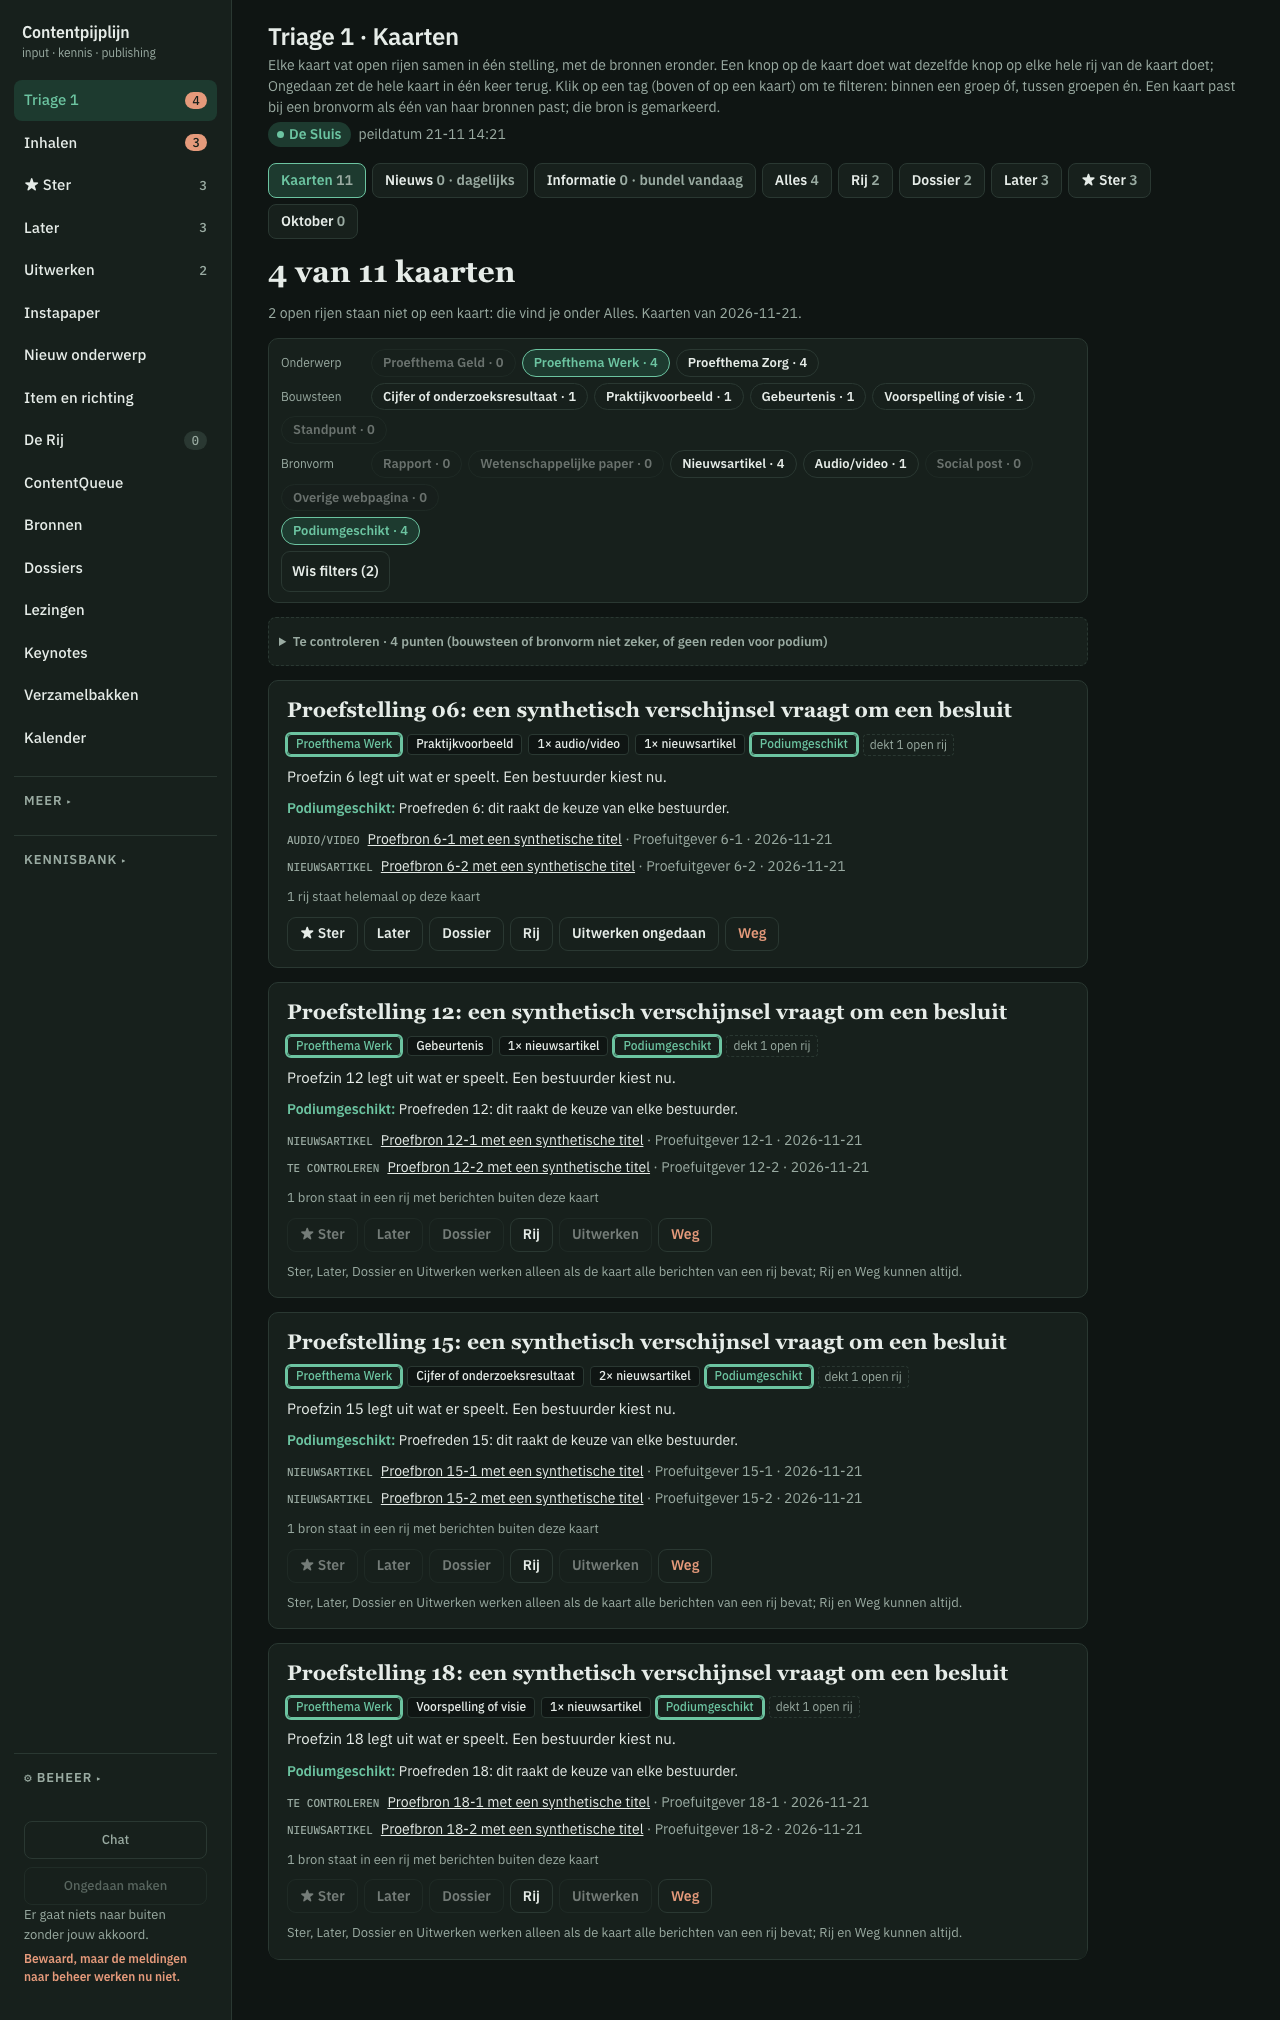 Contentpijplijn
input · kennis · publishing
Triage 1 4
Inhalen 3
★ Ster 3
Later 3
Uitwerken 2
Instapaper
Nieuw onderwerp
Item en richting
De Rij 0
ContentQueue
Bronnen
Dossiers
Lezingen
Keynotes
Verzamelbakken
Kalender
MEER ▸
KENNISBANK ▸
⚙ BEHEER ▸
Chat
Ongedaan maken
Er gaat niets naar buiten
zonder jouw akkoord.
Bewaard, maar de meldingen
naar beheer werken nu niet.
Triage 1 · Kaarten
Elke kaart vat open rijen samen in één stelling, met de bronnen eronder. Een knop op de kaart doet wat dezelfde knop op elke hele rij van de kaart doet;
Ongedaan zet de hele kaart in één keer terug. Klik op een tag (boven of op een kaart) om te filteren: binnen een groep óf, tussen groepen én. Een kaart past
bij een bronvorm als één van haar bronnen past; die bron is gemarkeerd.
● De Sluis peildatum 21-11 14:21
Kaarten 11 Nieuws 0 · dagelijks Informatie 0 · bundel vandaag Alles 4 Rij 2 Dossier 2 Later 3 ★ Ster 3
Oktober 0
4 van 11 kaarten
2 open rijen staan niet op een kaart: die vind je onder Alles. Kaarten van 2026-11-21.
Onderwerp Proefthema Geld · 0 Proefthema Werk · 4 Proefthema Zorg · 4
Bouwsteen Cijfer of onderzoeksresultaat · 1 Praktijkvoorbeeld · 1 Gebeurtenis · 1 Voorspelling of visie · 1
Standpunt · 0
Bronvorm Rapport · 0 Wetenschappelijke paper · 0 Nieuwsartikel · 4 Audio/video · 1 Social post · 0
Overige webpagina · 0
Podiumgeschikt · 4
Wis filters (2)
▶ Te controleren · 4 punten (bouwsteen of bronvorm niet zeker, of geen reden voor podium)
Proefstelling 06: een synthetisch verschijnsel vraagt om een besluit
Proefthema Werk Praktijkvoorbeeld 1× audio/video 1× nieuwsartikel Podiumgeschikt dekt 1 open rij
Proefzin 6 legt uit wat er speelt. Een bestuurder kiest nu.
Podiumgeschikt: Proefreden 6: dit raakt de keuze van elke bestuurder.
AUDIO/VIDEO Proefbron 6-1 met een synthetische titel · Proefuitgever 6-1 · 2026-11-21
NIEUWSARTIKEL Proefbron 6-2 met een synthetische titel · Proefuitgever 6-2 · 2026-11-21
1 rij staat helemaal op deze kaart
★ Ster Later Dossier Rij Uitwerken ongedaan Weg
Proefstelling 12: een synthetisch verschijnsel vraagt om een besluit
Proefthema Werk Gebeurtenis 1× nieuwsartikel Podiumgeschikt dekt 1 open rij
Proefzin 12 legt uit wat er speelt. Een bestuurder kiest nu.
Podiumgeschikt: Proefreden 12: dit raakt de keuze van elke bestuurder.
NIEUWSARTIKEL Proefbron 12-1 met een synthetische titel · Proefuitgever 12-1 · 2026-11-21
TE CONTROLEREN Proefbron 12-2 met een synthetische titel · Proefuitgever 12-2 · 2026-11-21
1 bron staat in een rij met berichten buiten deze kaart
★ Ster Later Dossier Rij Uitwerken Weg
Ster, Later, Dossier en Uitwerken werken alleen als de kaart alle berichten van een rij bevat; Rij en Weg kunnen altijd.
Proefstelling 15: een synthetisch verschijnsel vraagt om een besluit
Proefthema Werk Cijfer of onderzoeksresultaat 2× nieuwsartikel Podiumgeschikt dekt 1 open rij
Proefzin 15 legt uit wat er speelt. Een bestuurder kiest nu.
Podiumgeschikt: Proefreden 15: dit raakt de keuze van elke bestuurder.
NIEUWSARTIKEL Proefbron 15-1 met een synthetische titel · Proefuitgever 15-1 · 2026-11-21
NIEUWSARTIKEL Proefbron 15-2 met een synthetische titel · Proefuitgever 15-2 · 2026-11-21
1 bron staat in een rij met berichten buiten deze kaart
★ Ster Later Dossier Rij Uitwerken Weg
Ster, Later, Dossier en Uitwerken werken alleen als de kaart alle berichten van een rij bevat; Rij en Weg kunnen altijd.
Proefstelling 18: een synthetisch verschijnsel vraagt om een besluit
Proefthema Werk Voorspelling of visie 1× nieuwsartikel Podiumgeschikt dekt 1 open rij
Proefzin 18 legt uit wat er speelt. Een bestuurder kiest nu.
Podiumgeschikt: Proefreden 18: dit raakt de keuze van elke bestuurder.
TE CONTROLEREN Proefbron 18-1 met een synthetische titel · Proefuitgever 18-1 · 2026-11-21
NIEUWSARTIKEL Proefbron 18-2 met een synthetische titel · Proefuitgever 18-2 · 2026-11-21
1 bron staat in een rij met berichten buiten deze kaart
★ Ster Later Dossier Rij Uitwerken Weg
Ster, Later, Dossier en Uitwerken werken alleen als de kaart alle berichten van een rij bevat; Rij en Weg kunnen altijd.